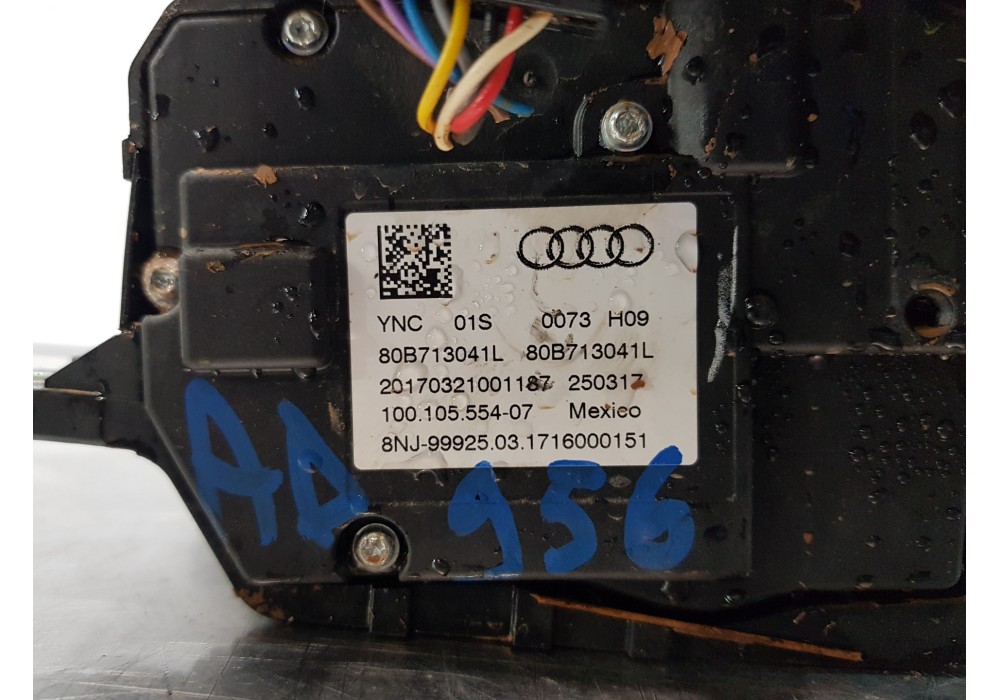 YNC 01S 0073 H09
80B713041L 80B713041L
20170321001187 250317
100.105.554-07 Mexico
8NJ-99925.03.1716000151
AA 956